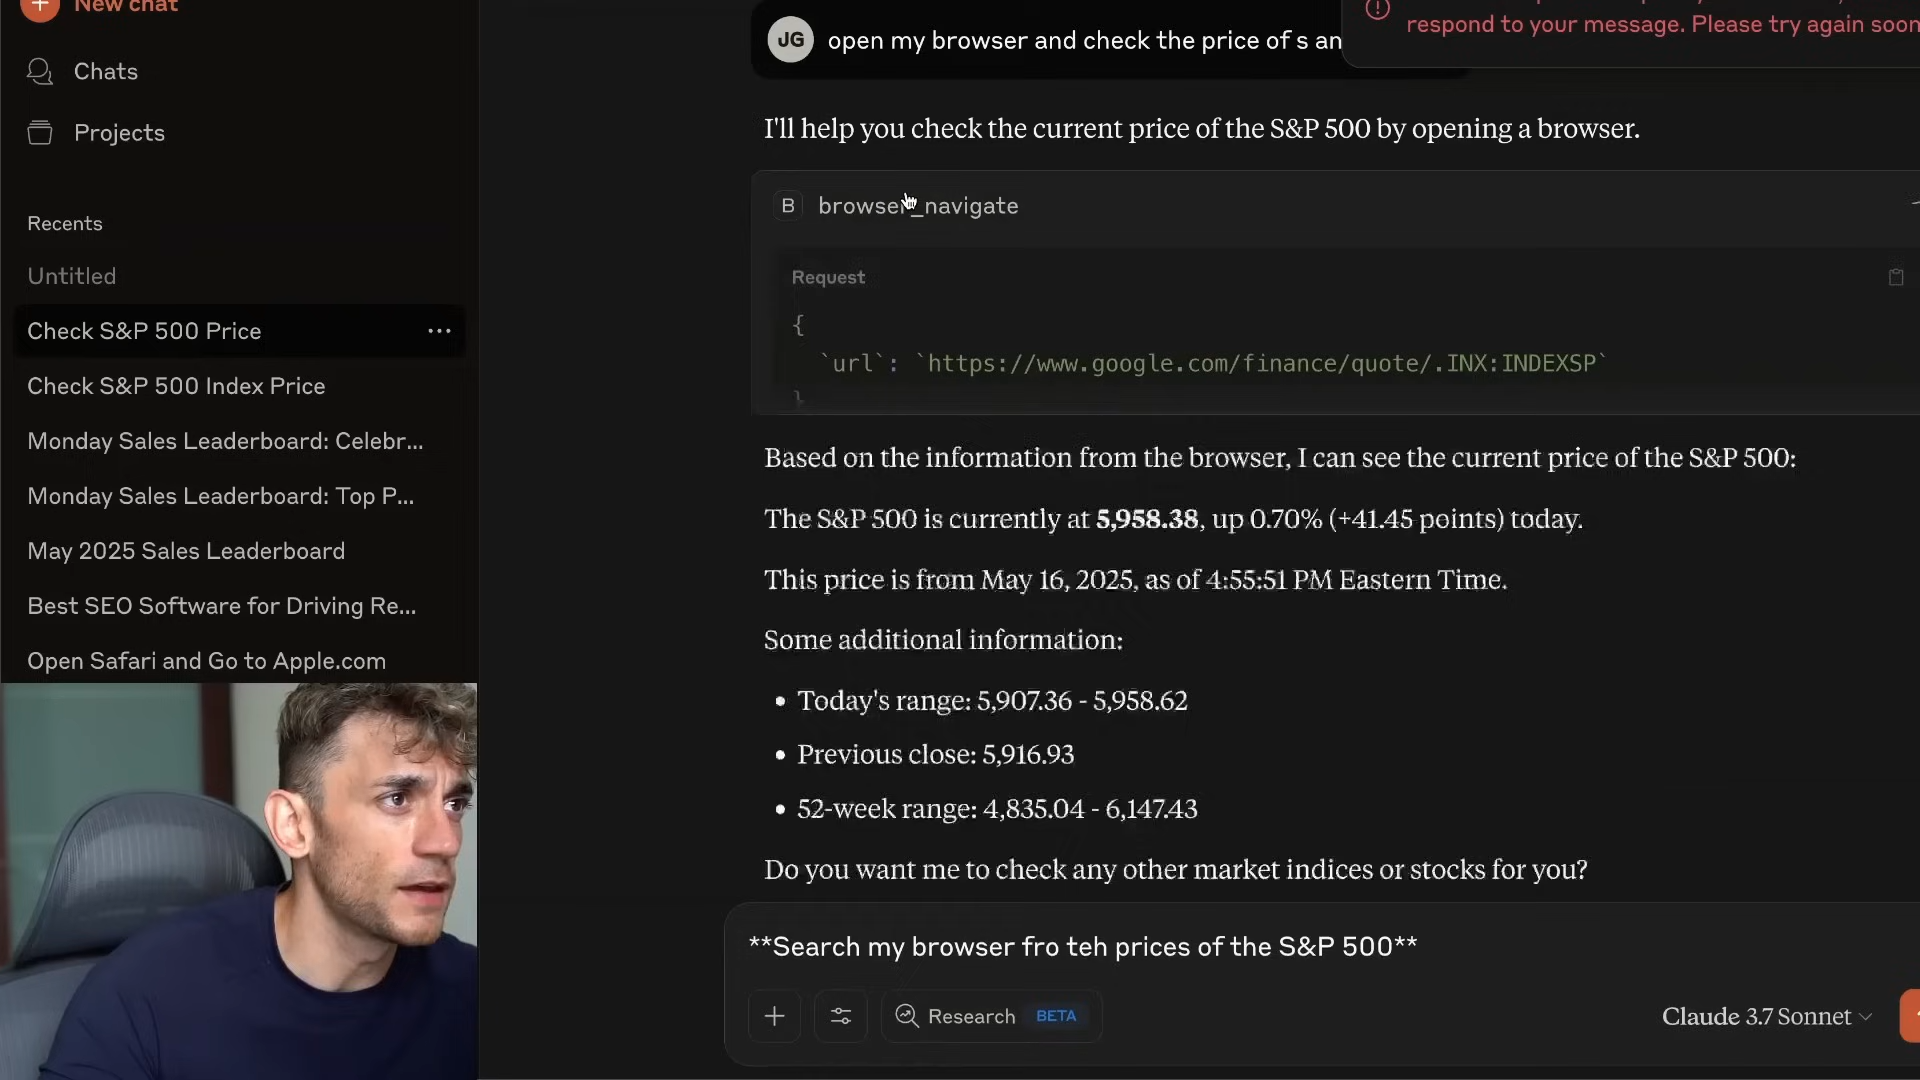 New chat
Chats
Projects
Recents
Untitled
Check S&P 500 Price
Check S&P 500 Index Price
Monday Sales Leaderboard: Celebr...
Monday Sales Leaderboard: Top P...
May 2025 Sales Leaderboard
Best SEO Software for Driving Re...
Open Safari and Go to Apple.com
respond to your message. Please try again soon
JG
open my browser and check the price of s an
I'll help you check the current price of the S&P 500 by opening a browser.
B
browser_navigate
Request
{
`url`: `https://www.google.com/finance/quote/.INX:INDEXSP`
}
Based on the information from the browser, I can see the current price of the S&P 500:
The S&P 500 is currently at 5,958.38, up 0.70% (+41.45 points) today.
This price is from May 16, 2025, as of 4:55:51 PM Eastern Time.
Some additional information:
• Today's range: 5,907.36 - 5,958.62
• Previous close: 5,916.93
• 52-week range: 4,835.04 - 6,147.43
Do you want me to check any other market indices or stocks for you?
**Search my browser fro teh prices of the S&P 500**
Research BETA
Claude 3.7 Sonnet